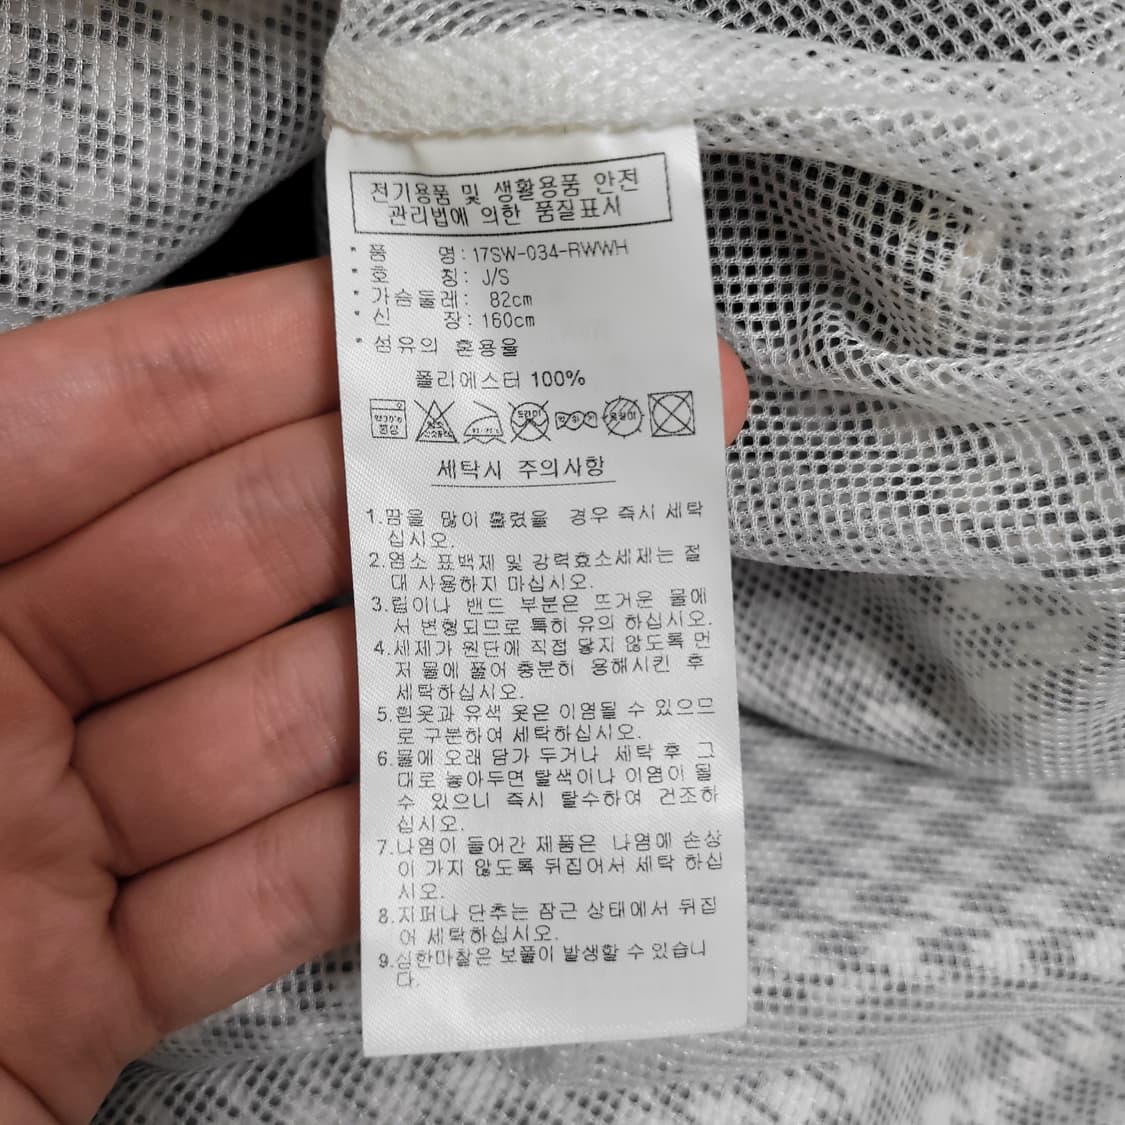 전기용품 및 생활용품 안전
관리법에 의한 품질표시
* 품 명: 17SW-034-RWWH
* 호 칭: J/S
* 가슴둘레: 82cm
* 신 장: 160cm
* 섬유의 혼용율
폴리에스터 100%
세탁시 주의사항
1.땀을 많이 흘렸을 경우 즉시 세탁
십시오.
2.염소 표백제 및 강력효소세제는 절
대 사용하지 마십시오.
3.립이나 밴드 부분은 뜨거운 물에
서 변형되므로 특히 유의 하십시오.
4.세제가 원단에 직접 닿지 않도록 먼
저 물에 풀어 충분히 용해시킨 후
세탁하십시오.
5.흰옷과 유색 옷은 이염될 수 있으므
로 구분하여 세탁하십시오.
6.물에 오래 담가 두거나 세탁 후 그
대로 놓아두면 탈색이나 이염이 될
수 있으니 즉시 탈수하여 건조하
십시오.
7.나염이 들어간 제품은 나염에 손상
이 가지 않도록 뒤집어서 세탁 하십
시오.
8.지퍼나 단추는 잠근 상태에서 뒤집
어 세탁하십시오.
9.심한마찰은 보풀이 발생할 수 있습니
다.